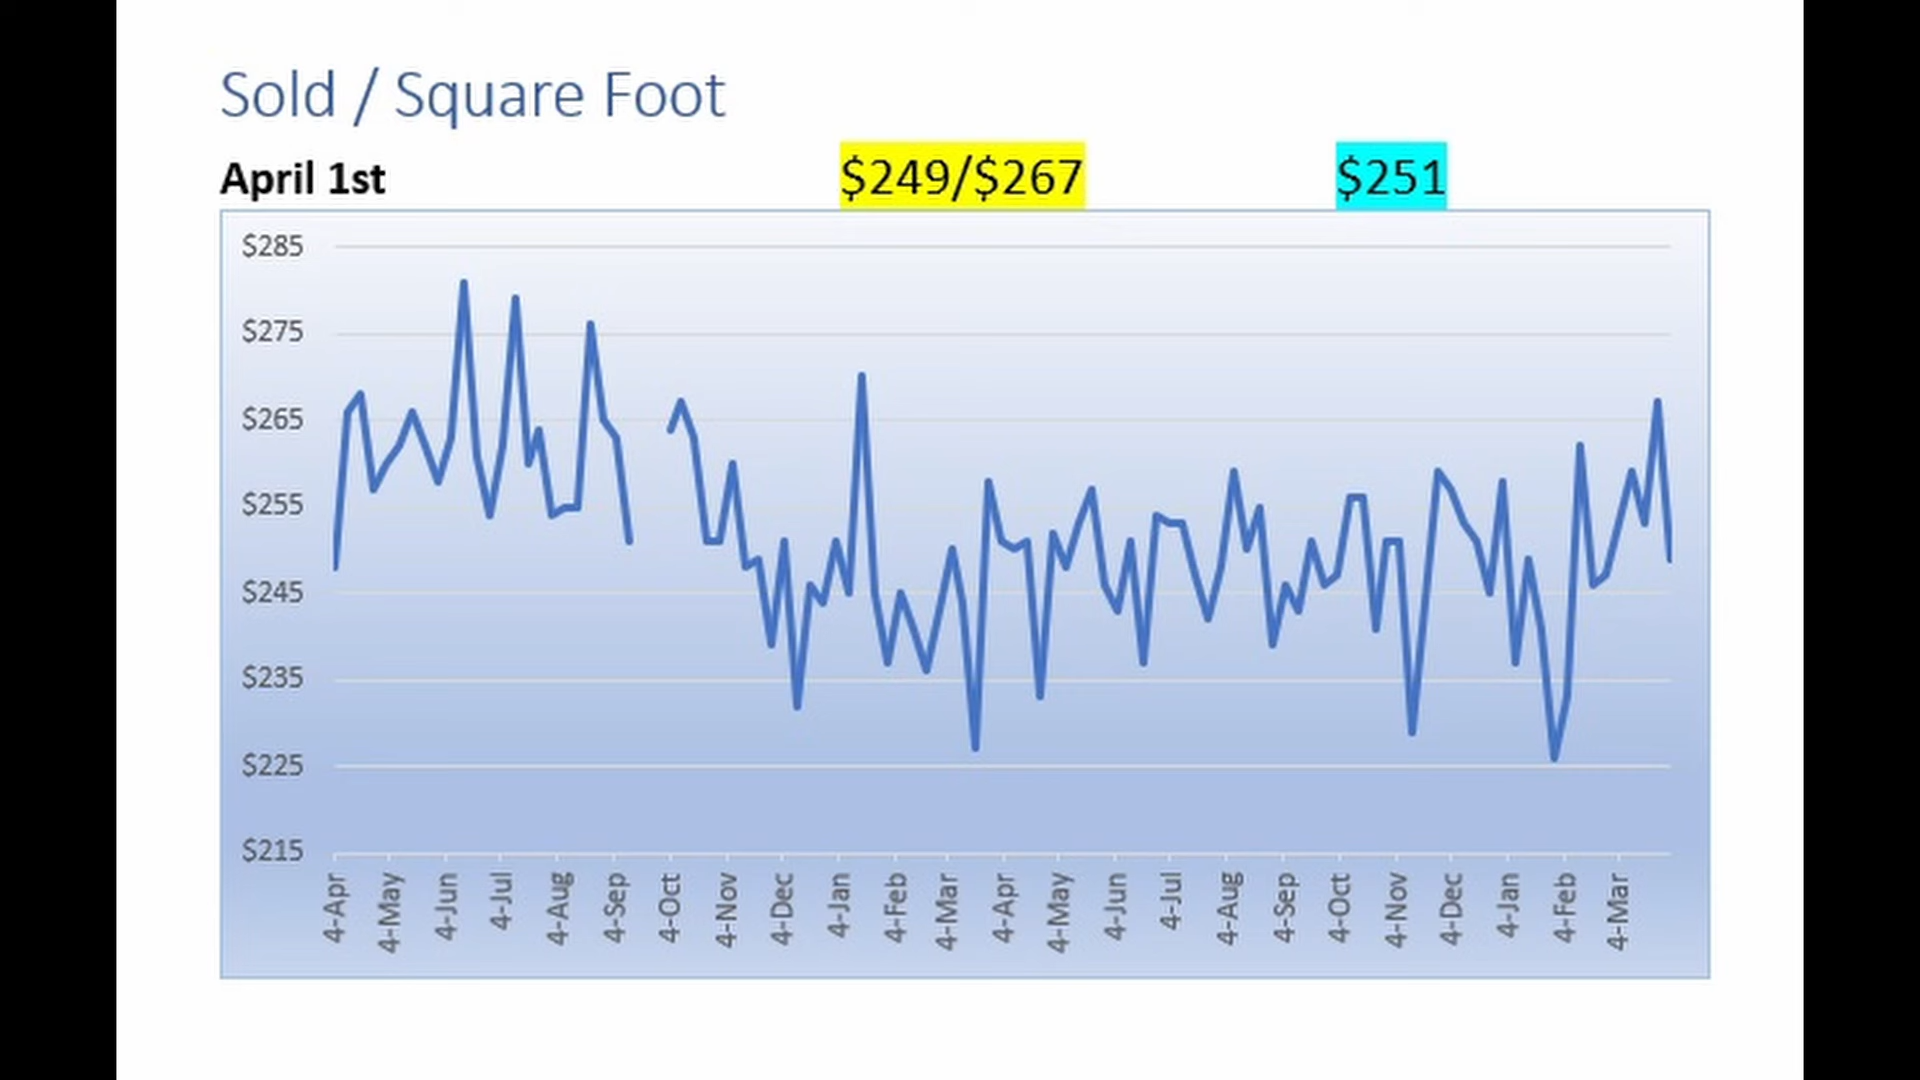 Sold / Square Foot
April 1st $249/$267 $251
$285
$275
$265
$255
$245
$235
$225
$215
4-Apr 4-May 4-Jun 4-Jul 4-Aug 4-Sep 4-Oct 4-Nov 4-Dec 4-Jan 4-Feb 4-Mar 4-Apr 4-May 4-Jun 4-Jul 4-Aug 4-Sep 4-Oct 4-Nov 4-Dec 4-Jan 4-Feb 4-Mar